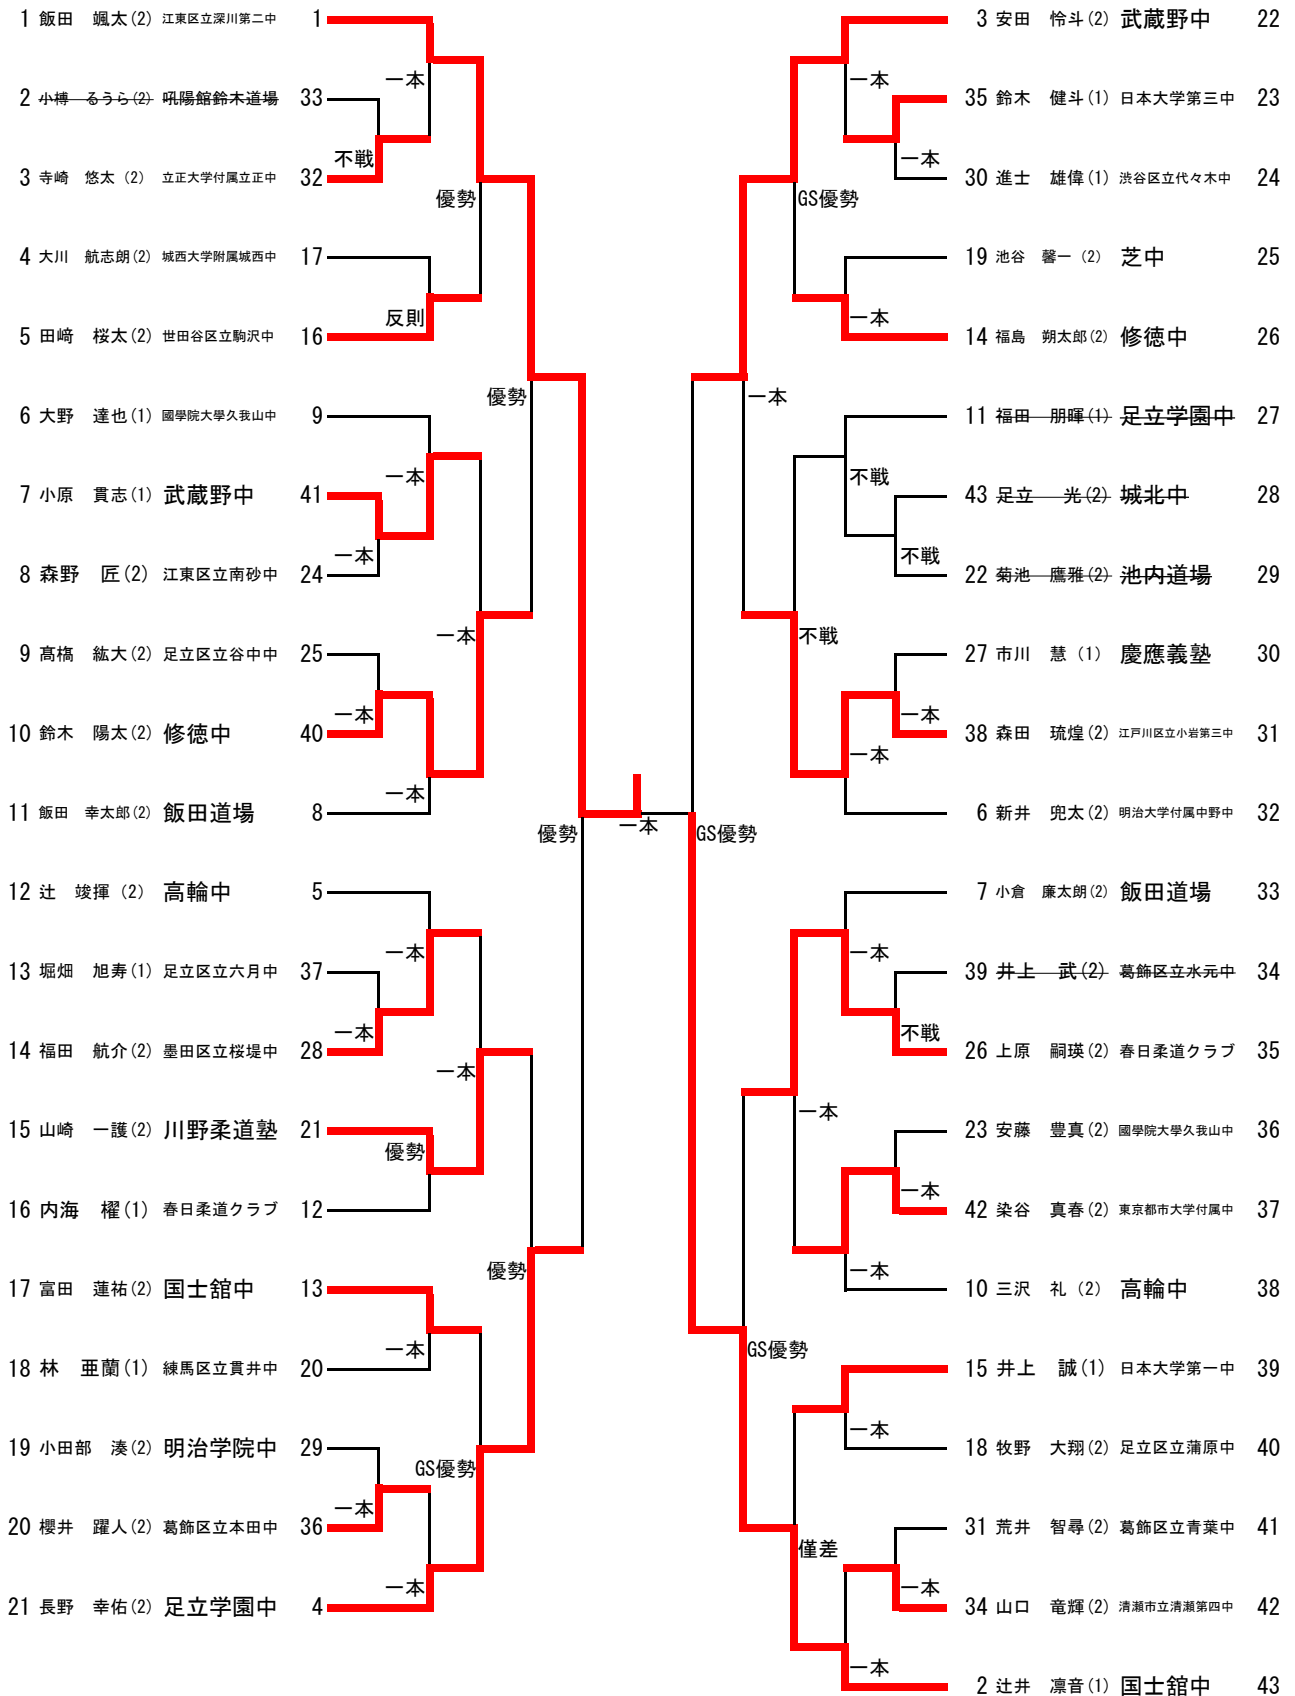 1 飯田　颯太(2) 江東区立深川第二中 1
一本
2 小榑　るうら(2) 吼陽館鈴木道場 33
不戦
3 寺崎　悠太 (2) 立正大学付属立正中 32
優勢
4 大川　航志朗(2) 城西大学附属城西中 17
反則
5 田﨑　桜太(2) 世田谷区立駒沢中 16
優勢
6 大野　達也(1) 國學院大學久我山中 9
一本
7 小原　貫志(1) 武蔵野中 41
一本
8 森野　匠(2) 江東区立南砂中 24
一本
9 髙橋　紘大(2) 足立区立谷中中 25
一本
10 鈴木　陽太(2) 修徳中 40
一本
11 飯田　幸太郎(2) 飯田道場 8
優勢
一本
12 辻　竣揮 (2) 高輪中 5
一本
13 堀畑　旭寿(1) 足立区立六月中 37
一本
14 福田　航介(2) 墨田区立桜堤中 28
一本
15 山崎　一護(2) 川野柔道塾 21
優勢
16 内海　櫂(1) 春日柔道クラブ 12
優勢
17 富田　蓮祐(2) 国士舘中 13
一本
18 林　亜蘭(1) 練馬区立貫井中 20
19 小田部　湊(2) 明治学院中 29
GS優勢
一本
20 櫻井　躍人(2) 葛飾区立本田中 36
一本
21 長野　幸佑(2) 足立学園中 4
3 安田　怜斗(2) 武蔵野中 22
一本
35 鈴木　健斗(1) 日本大学第三中 23
一本
30 進士　雄偉(1) 渋谷区立代々木中 24
GS優勢
19 池谷　馨一 (2) 芝中 25
一本
14 福島　朔太郎(2) 修徳中 26
一本
11 福田　朋暉(1) 足立学園中 27
不戦
43 足立　光(2) 城北中 28
不戦
22 菊池　鷹雅(2) 池内道場 29
不戦
27 市川　慧 (1) 慶應義塾 30
一本
38 森田　琉煌(2) 江戸川区立小岩第三中 31
一本
6 新井　兜太(2) 明治大学付属中野中 32
GS優勢
7 小倉　廉太朗(2) 飯田道場 33
一本
39 井上　武(2) 葛飾区立水元中 34
不戦
26 上原　嗣瑛(2) 春日柔道クラブ 35
一本
23 安藤　豊真(2) 國學院大學久我山中 36
一本
42 染谷　真春(2) 東京都市大学付属中 37
一本
10 三沢　礼 (2) 高輪中 38
GS優勢
15 井上　誠(1) 日本大学第一中 39
一本
18 牧野　大翔(2) 足立区立蒲原中 40
31 荒井　智尋(2) 葛飾区立青葉中 41
僅差
一本
34 山口　竜輝(2) 清瀬市立清瀬第四中 42
一本
2 辻井　凛音(1) 国士舘中 43